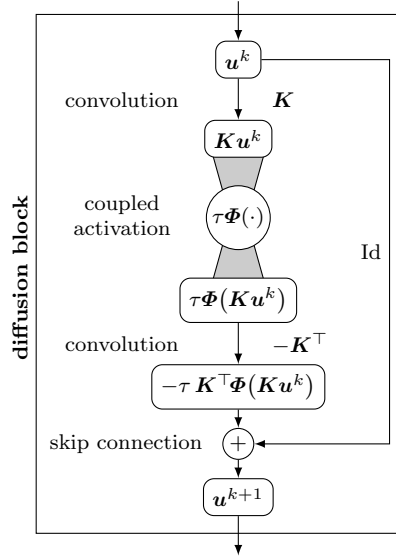 u^k
convolution K
Ku^k
coupled
activation
τΦ(·)
Id
diffusion block
τΦ(Ku^k)
convolution −K^⊤
−τ K^⊤Φ(Ku^k)
skip connection +
u^{k+1}